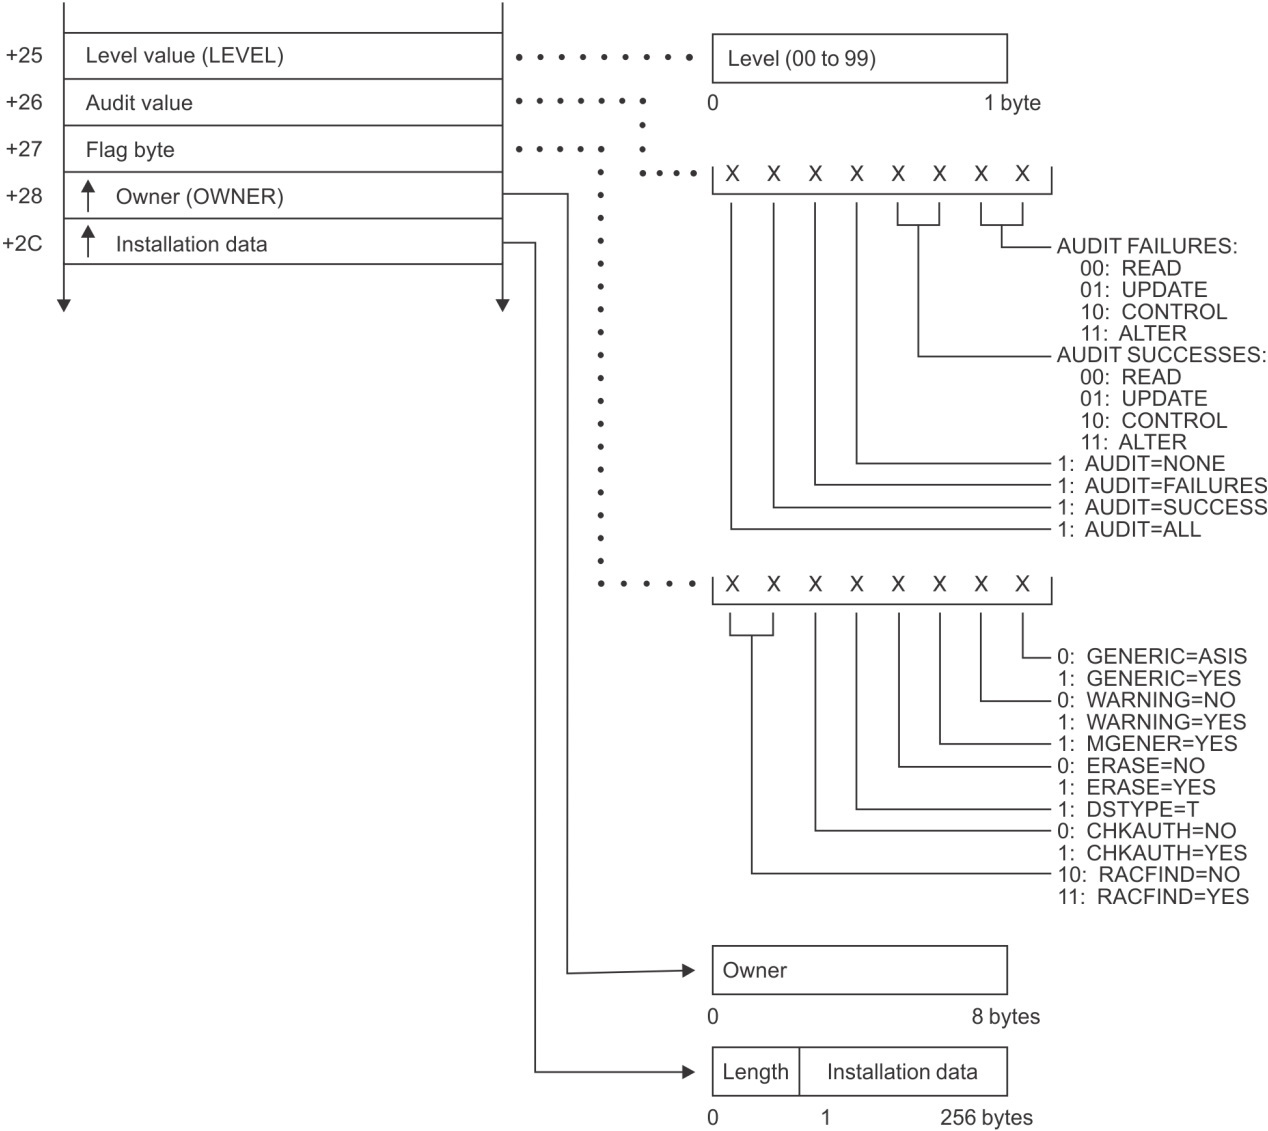 +25 Level value (LEVEL)
+26 Audit value
+27 Flag byte
+28 Owner (OWNER)
+2C Installation data
Level (00 to 99)
0 1 byte
X X X X X X X X
AUDIT FAILURES:
00: READ
01: UPDATE
10: CONTROL
11: ALTER
AUDIT SUCCESSES:
00: READ
01: UPDATE
10: CONTROL
11: ALTER
1: AUDIT=NONE
1: AUDIT=FAILURES
1: AUDIT=SUCCESS
1: AUDIT=ALL
X X X X X X X X
0: GENERIC=ASIS
1: GENERIC=YES
0: WARNING=NO
1: WARNING=YES
1: MGENER=YES
0: ERASE=NO
1: ERASE=YES
1: DSTYPE=T
0: CHKAUTH=NO
1: CHKAUTH=YES
10: RACFIND=NO
11: RACFIND=YES
Owner
0 8 bytes
Length Installation data
0 1 256 bytes